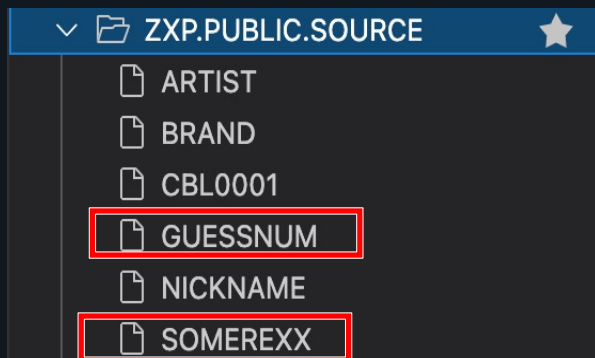 ZXP.PUBLIC.SOURCE
ARTIST
BRAND
CBL0001
GUESSNUM
NICKNAME
SOMEREXX